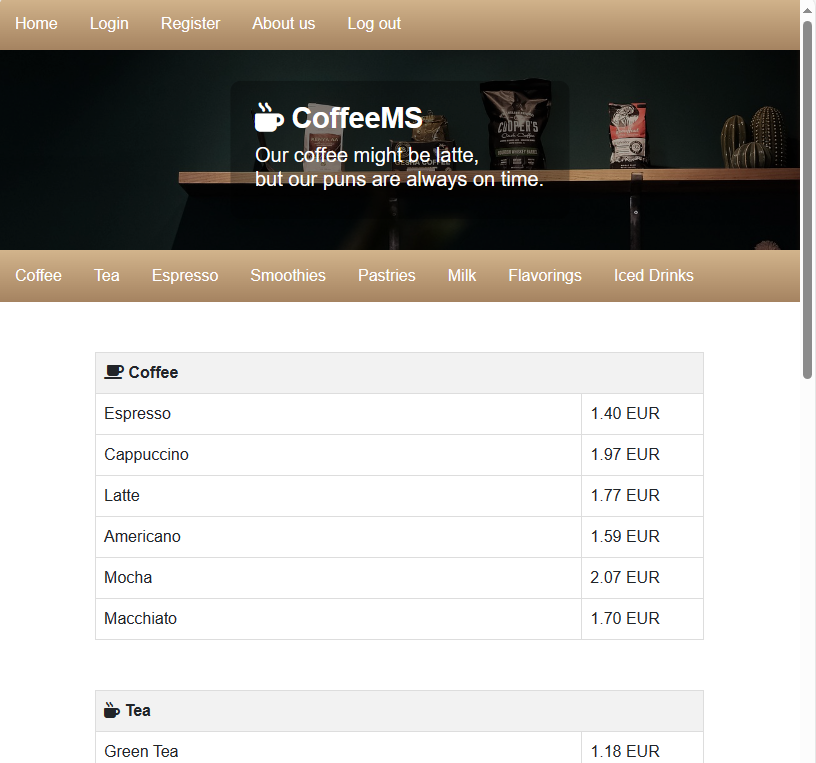 Home Login Register About us Log out
CoffeeMS
COOPER'S
Our coffee might be latte,
but our puns are always on time.
Coffee Tea Espresso Smoothies Pastries Milk Flavorings Iced Drinks
Coffee
Espresso 1.40 EUR
Cappuccino 1.97 EUR
Latte 1.77 EUR
Americano 1.59 EUR
Mocha 2.07 EUR
Macchiato 1.70 EUR
Tea
Green Tea 1.18 EUR